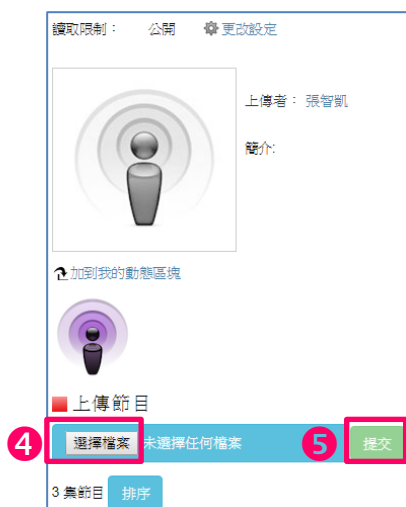 讀取限制： 公開 更改設定
上傳者： 張智凱
簡介:
加到我的動態區塊
上傳節目
4 選擇檔案 未選擇任何檔案 5 提交
3 集節目 排序